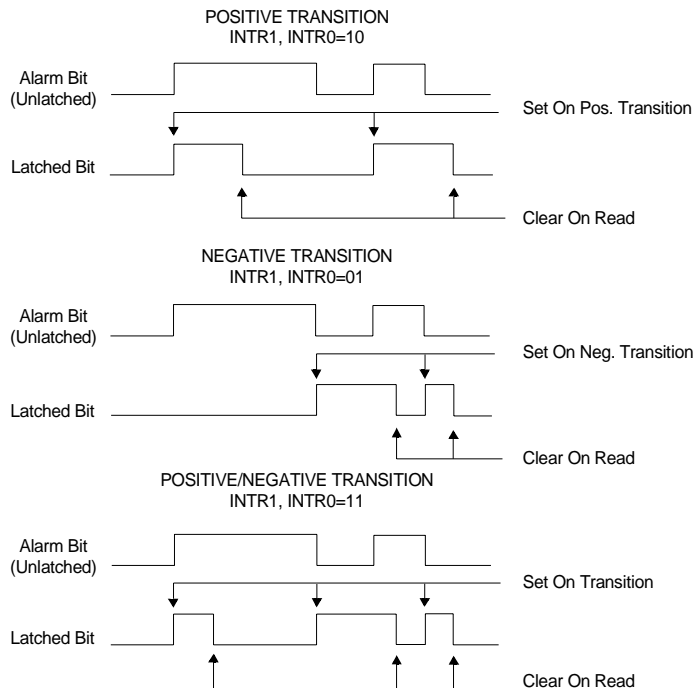 POSITIVE TRANSITION
INTR1, INTR0=10
Alarm Bit
(Unlatched)
Set On Pos. Transition
Latched Bit
Clear On Read
NEGATIVE TRANSITION
INTR1, INTR0=01
Alarm Bit
(Unlatched)
Set On Neg. Transition
Latched Bit
Clear On Read
POSITIVE/NEGATIVE TRANSITION
INTR1, INTR0=11
Alarm Bit
(Unlatched)
Set On Transition
Latched Bit
Clear On Read